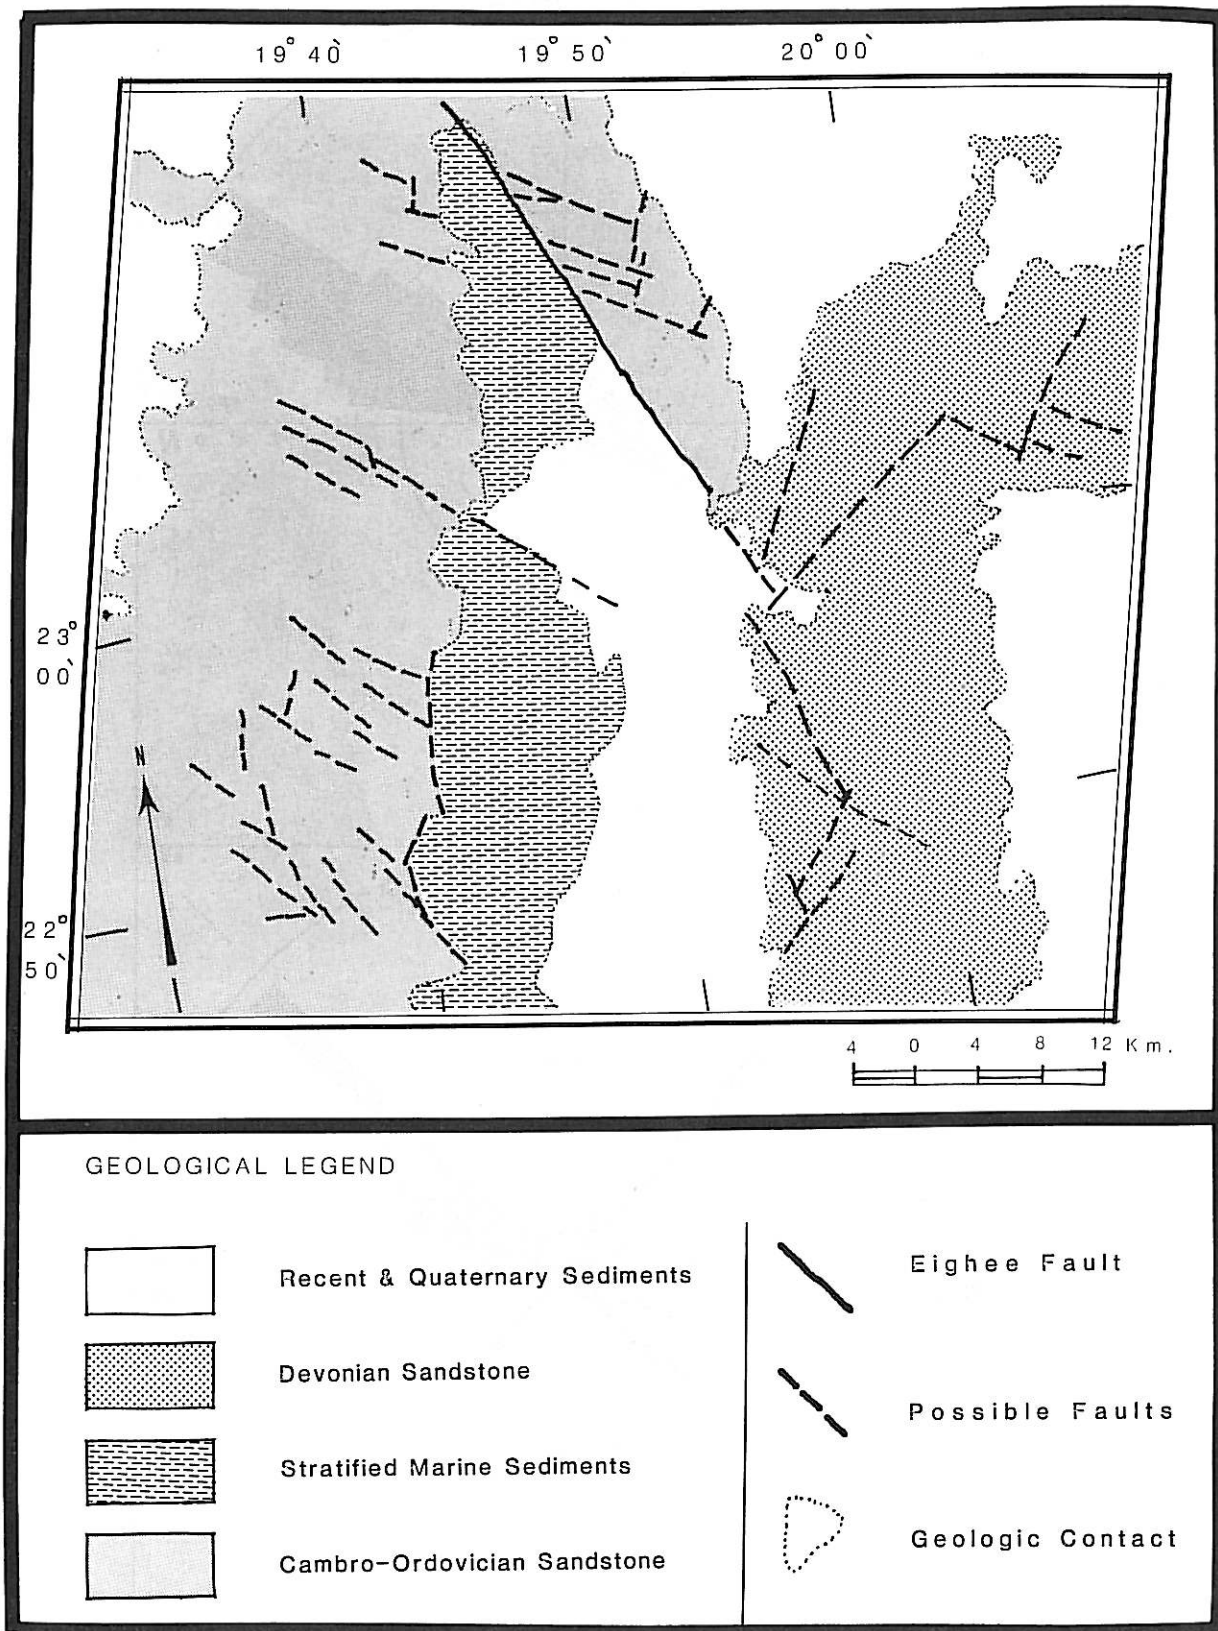 19° 40'
19° 50'
20° 00'
23°
00'
N
22°
50'
4 0 4 8 12 Km.
GEOLOGICAL LEGEND
Recent & Quaternary Sediments
Devonian Sandstone
Stratified Marine Sediments
Cambro-Ordovician Sandstone
Eighee Fault
Possible Faults
Geologic Contact